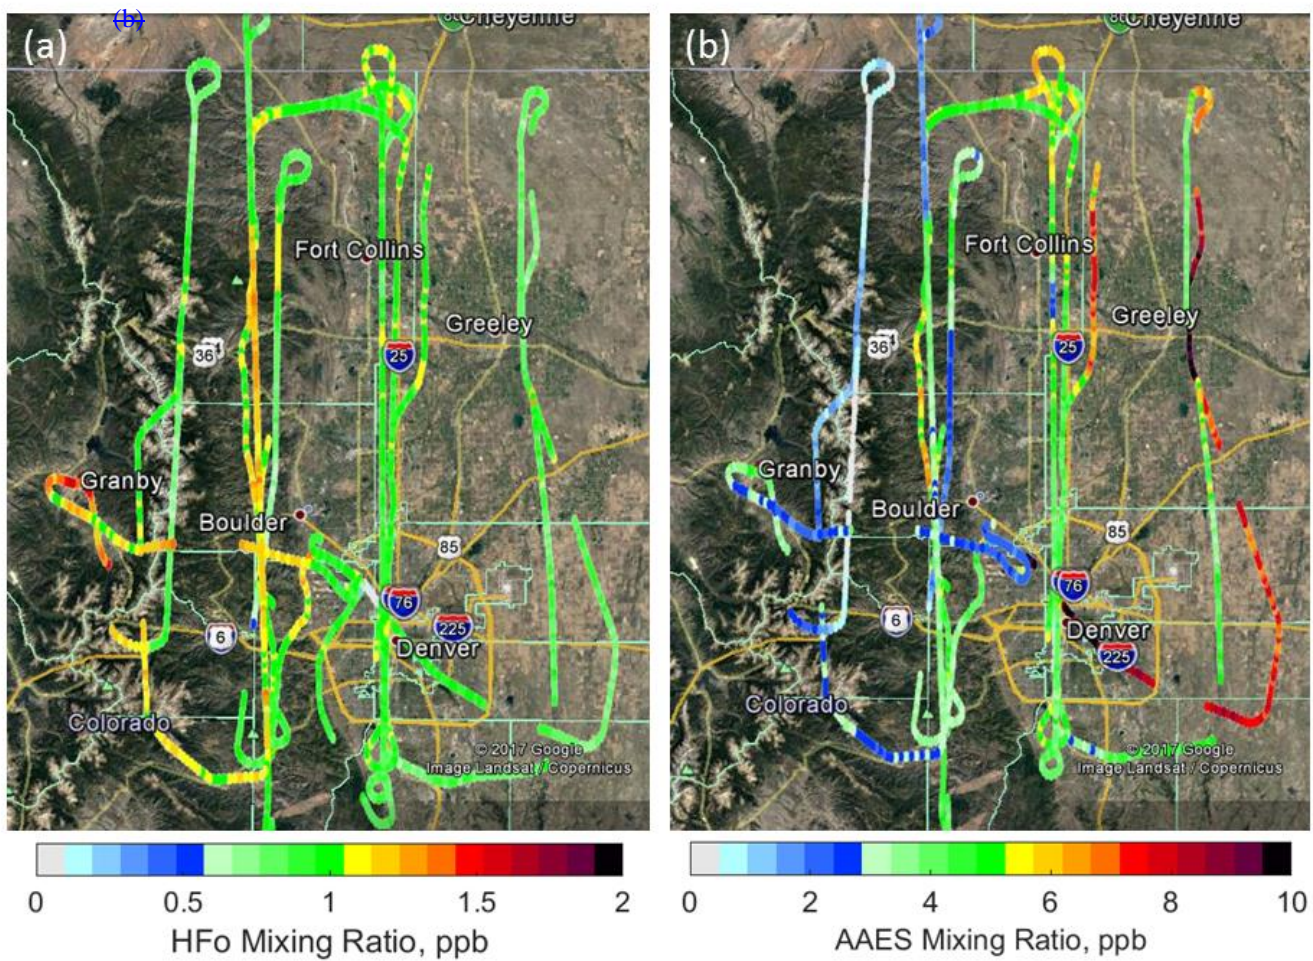 (b)
(a)
Cheyenne
Fort Collins
Greeley
36
25
Granby
Boulder
85
76
6
225
Denver
Colorado
© 2017 Google
Image Landsat / Copernicus
0 0.5 1 1.5 2
HFo Mixing Ratio, ppb
(b)
Cheyenne
Fort Collins
Greeley
36
25
Granby
Boulder
85
76
6
Denver
225
Colorado
© 2017 Google
Image Landsat / Copernicus
0 2 4 6 8 10
AAES Mixing Ratio, ppb